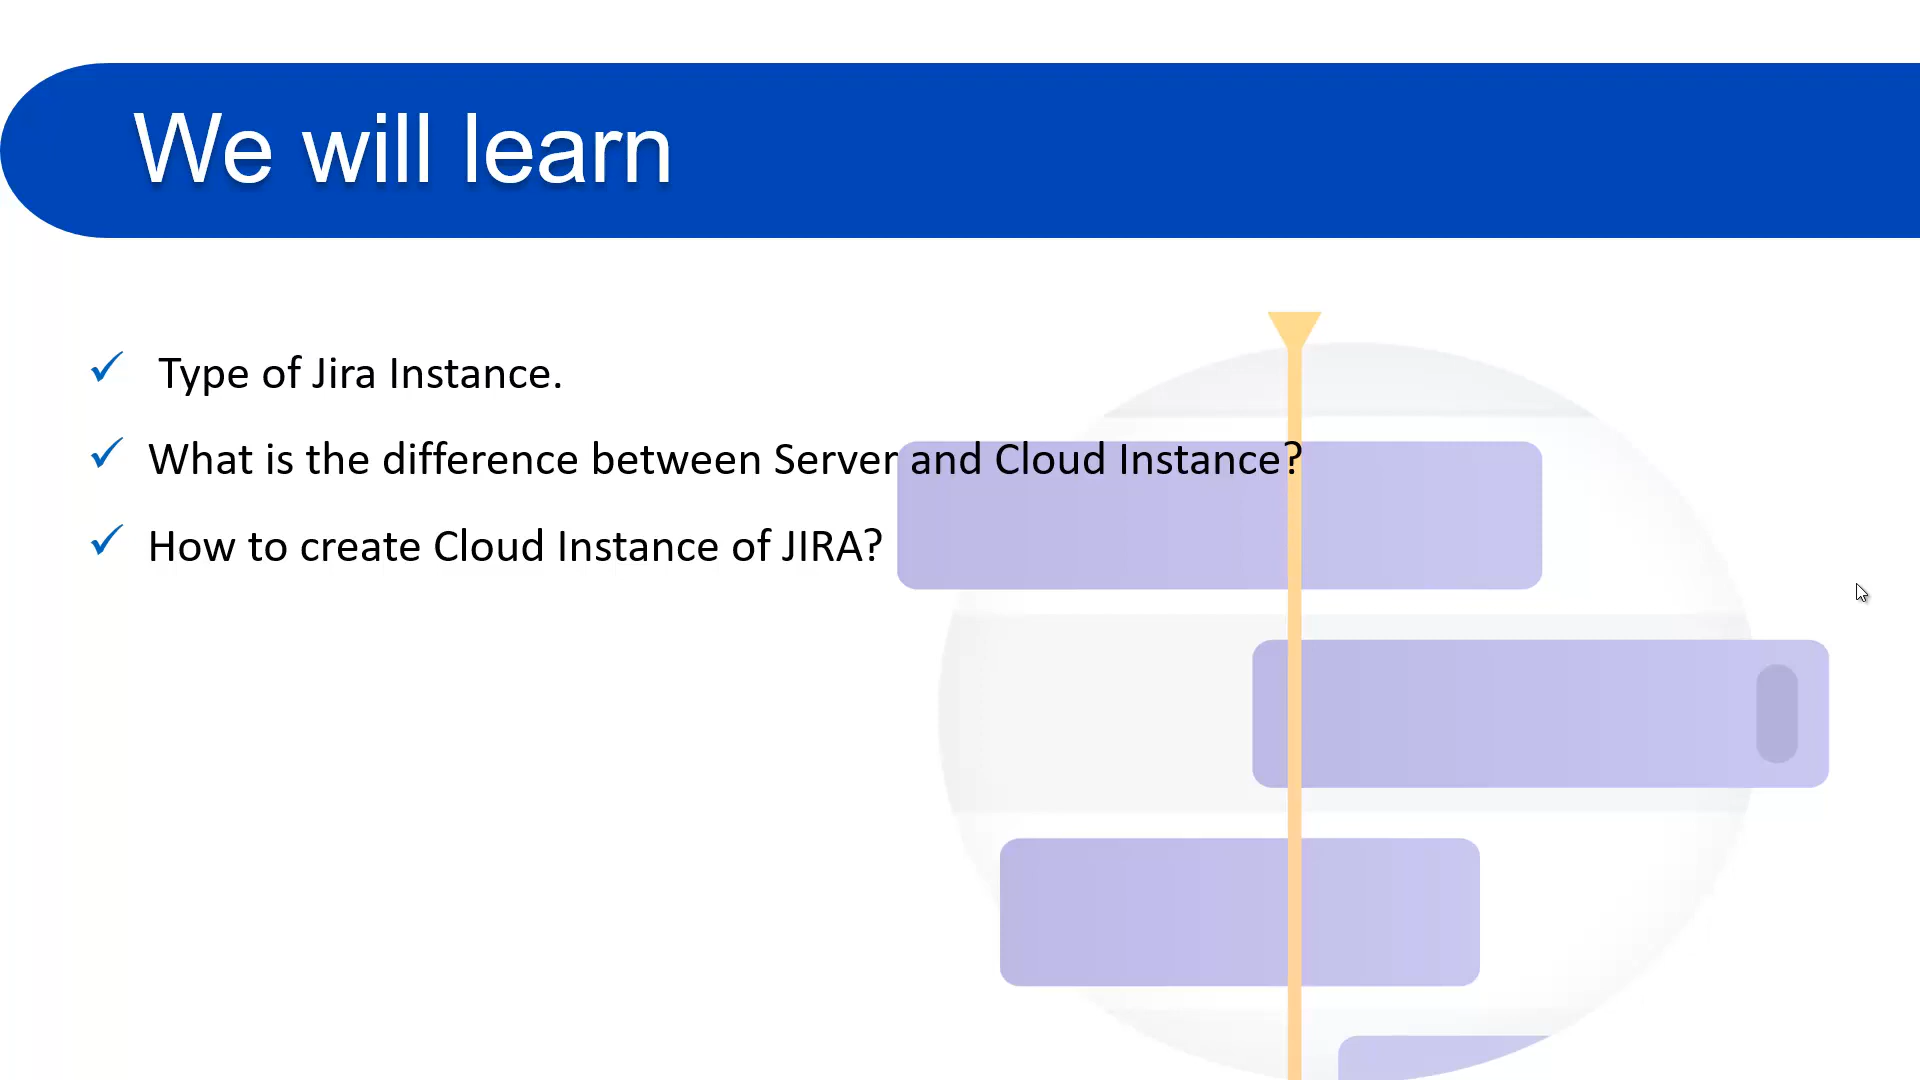 We will learn
Type of Jira Instance.
What is the difference between Server and Cloud Instance?
How to create Cloud Instance of JIRA?